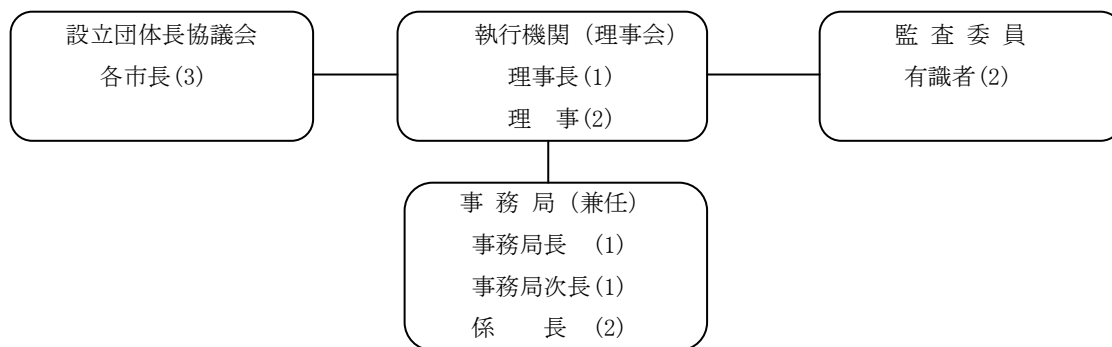 設立団体長協議会
各市長(3)
執行機関（理事会）
理事長(1)
理　事(2)
監 査 委 員
有識者(2)
事 務 局（兼任）
事務局長　(1)
事務局次長(1)
係　　長　(2)